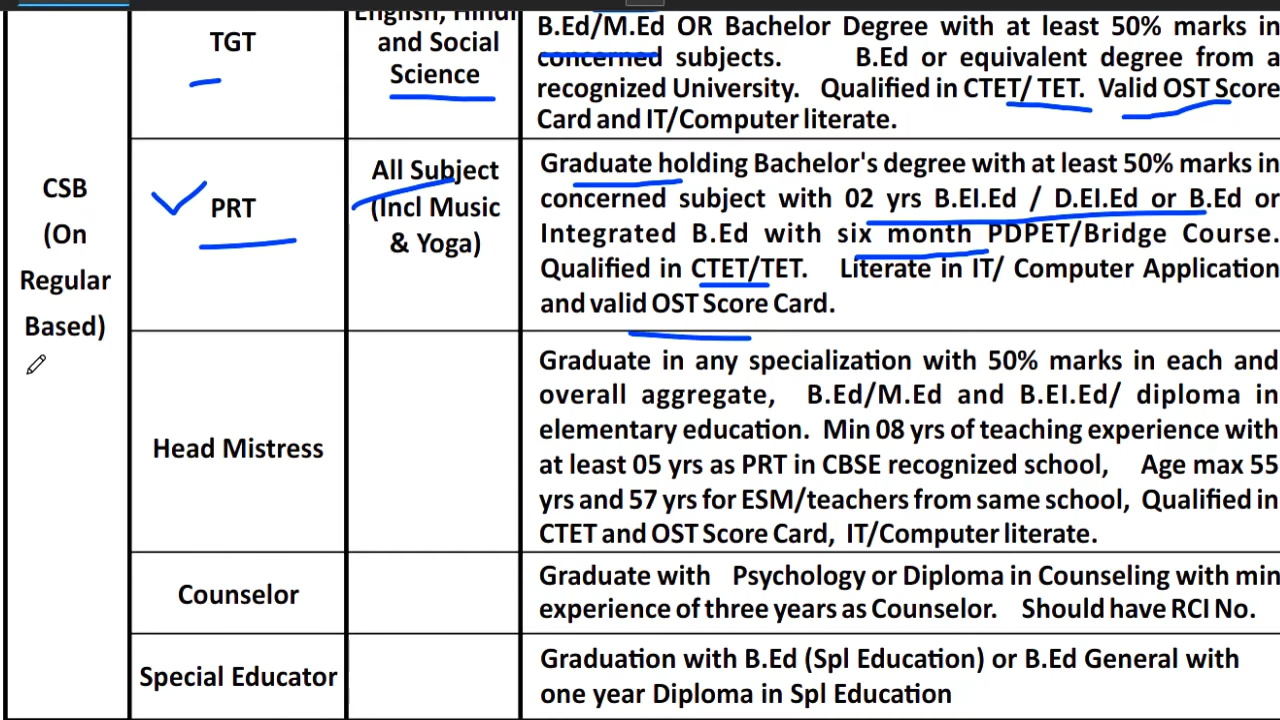 TGT
English, Hindi
and Social
Science
B.Ed/M.Ed OR Bachelor Degree with at least 50% marks in
concerned subjects. B.Ed or equivalent degree from a
recognized University. Qualified in CTET/ TET. Valid OST Score
Card and IT/Computer literate.
CSB
(On
Regular
Based)
PRT
All Subject
(Incl Music
& Yoga)
Graduate holding Bachelor's degree with at least 50% marks in
concerned subject with 02 yrs B.EI.Ed / D.EI.Ed or B.Ed or
Integrated B.Ed with six month PDPET/Bridge Course.
Qualified in CTET/TET. Literate in IT/ Computer Application
and valid OST Score Card.
Head Mistress
Graduate in any specialization with 50% marks in each and
overall aggregate, B.Ed/M.Ed and B.EI.Ed/ diploma in
elementary education. Min 08 yrs of teaching experience with
at least 05 yrs as PRT in CBSE recognized school, Age max 55
yrs and 57 yrs for ESM/teachers from same school, Qualified in
CTET and OST Score Card, IT/Computer literate.
Counselor
Graduate with Psychology or Diploma in Counseling with min
experience of three years as Counselor. Should have RCI No.
Special Educator
Graduation with B.Ed (Spl Education) or B.Ed General with
one year Diploma in Spl Education